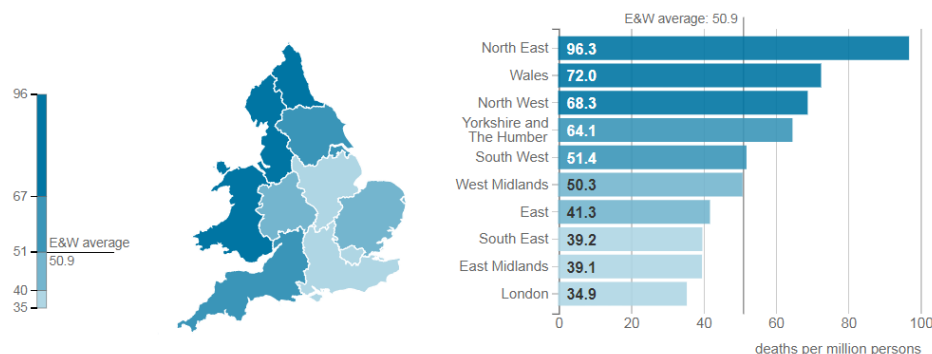 96
67
51
40
35
E&W average
50.9
E&W average: 50.9
North East 96.3
Wales 72.0
North West 68.3
Yorkshire and
The Humber 64.1
South West 51.4
West Midlands 50.3
East 41.3
South East 39.2
East Midlands 39.1
London 34.9
0 20 40 60 80 100
deaths per million persons